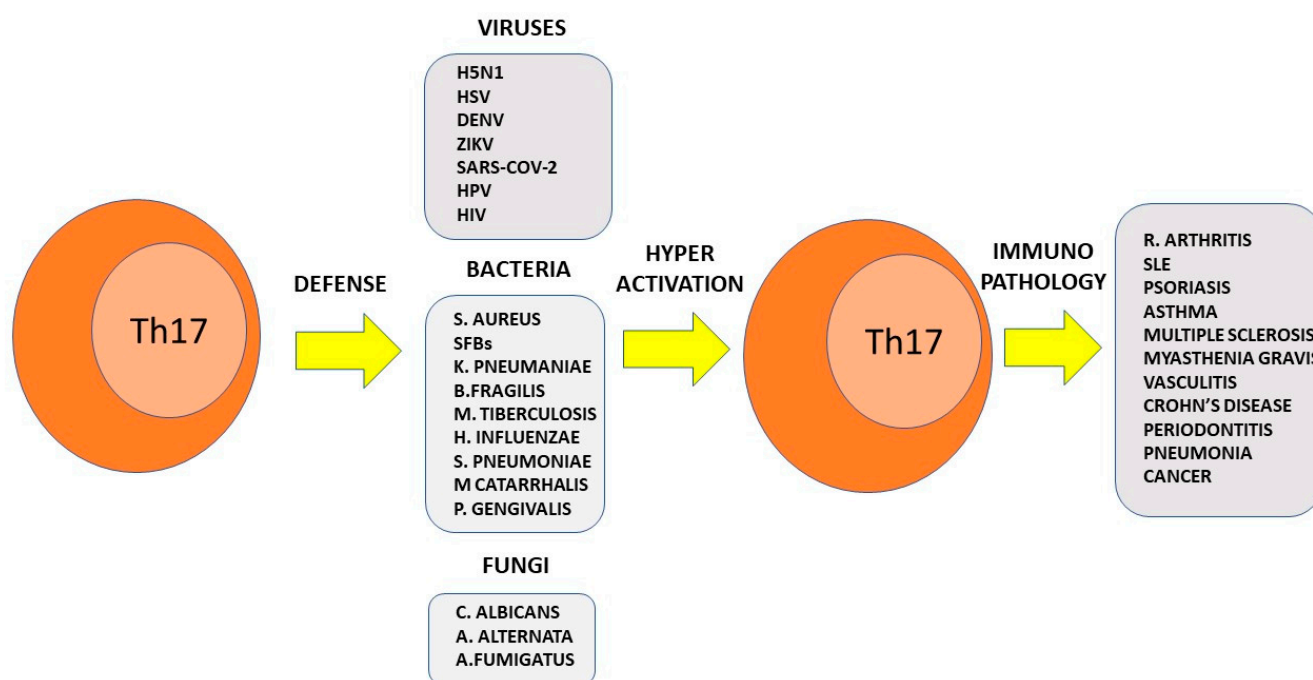 Th17
DEFENSE
VIRUSES
H5N1
HSV
DENV
ZIKV
SARS-COV-2
HPV
HIV
BACTERIA
S. AUREUS
SFBs
K. PNEUMANIAE
B.FRAGILIS
M. TIBERCULOSIS
H. INFLUENZAE
S. PNEUMONIAE
M CATARRHALIS
P. GENGIVALIS
FUNGI
C. ALBICANS
A. ALTERNATA
A.FUMIGATUS
HYPER
ACTIVATION
Th17
IMMUNO
PATHOLOGY
R. ARTHRITIS
SLE
PSORIASIS
ASTHMA
MULTIPLE SCLEROSIS
MYASTHENIA GRAVIS
VASCULITIS
CROHN’S DISEASE
PERIODONTITIS
PNEUMONIA
CANCER